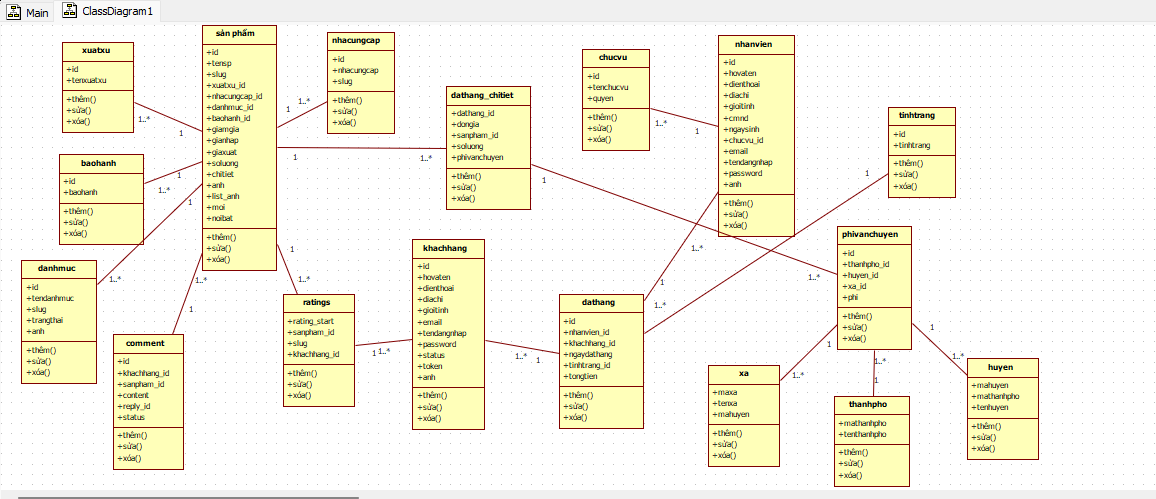 Main
ClassDiagram1
xuatxu
+id
+tenxuatxu
+thêm()
+sửa()
+xóa()
sản phẩm
+id
+tensp
+slug
+xuatxu_id
+nhacungcap_id
+danhmuc_id
+baohanh_id
+giamgia
+gianhap
+giaxuat
+soluong
+chitiet
+anh
+list_anh
+moi
+noibat
+thêm()
+sửa()
+xóa()
nhacungcap
+id
+nhacungcap
+slug
+thêm()
+sửa()
+xóa()
dathang_chitiet
+dathang_id
+dongia
+sanpham_id
+soluong
+phivanchuyen
+thêm()
+sửa()
+xóa()
chucvu
+id
+tenchucvu
+quyen
+thêm()
+sửa()
+xóa()
nhanvien
+id
+hovaten
+dienthoai
+diachi
+gioitinh
+cmnd
+ngaysinh
+chucvu_id
+email
+tendangnhap
+password
+anh
+thêm()
+sửa()
+xóa()
tinhtrang
+id
+tinhtrang
+thêm()
+sửa()
+xóa()
baohanh
+id
+baohanh
+thêm()
+sửa()
+xóa()
danhmuc
+id
+tendanhmuc
+slug
+trangthai
+anh
+thêm()
+sửa()
+xóa()
comment
+id
+khachhang_id
+sanpham_id
+content
+reply_id
+status
+thêm()
+sửa()
+xóa()
ratings
+rating_start
+sanpham_id
+slug
+khachhang_id
+thêm()
+sửa()
+xóa()
khachhang
+id
+hovaten
+dienthoai
+diachi
+gioitinh
+email
+tendangnhap
+password
+status
+token
+anh
+thêm()
+sửa()
+xóa()
dathang
+id
+nhanvien_id
+khachhang_id
+ngaydathang
+tinhtrang_id
+tongtien
+thêm()
+sửa()
+xóa()
phivanchuyen
+id
+thanhpho_id
+huyen_id
+xa_id
+phi
+thêm()
+sửa()
+xóa()
xa
+maxa
+tenxa
+mahuyen
+thêm()
+sửa()
+xóa()
thanhpho
+mathanhpho
+tenthanhpho
+thêm()
+sửa()
+xóa()
huyen
+mahuyen
+mathanhpho
+tenhuyen
+thêm()
+sửa()
+xóa()
1..*
1
1
1..*
1
1..*
1..*
1
1..*
1
1
1..*
1
1..*
1
1..*
1
1..*
1..*
1
1..*
1
1
1..*
1..*
1
1
1..*
1
1..*
1..*
1
1
1..*